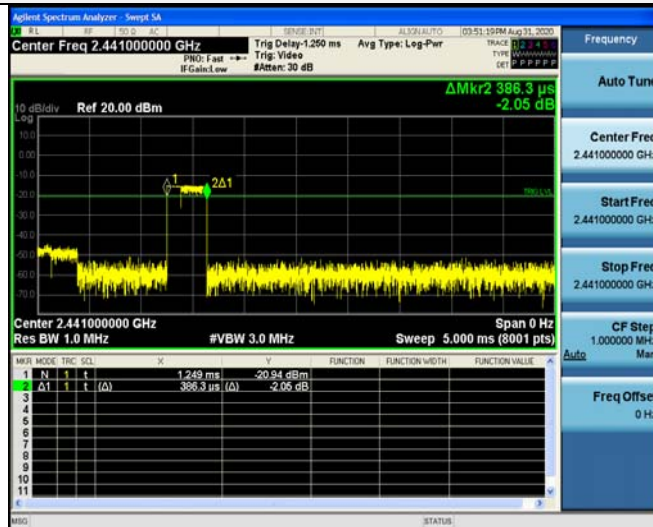 Agilent Spectrum Analyzer - Swept SA
RL RF 50 Ω AC SENSE:INT ALIGN AUTO 03:51:19 PM Aug 31, 2020
Center Freq 2.441000000 GHz
PNO: Fast
IFGain:Low
Trig Delay-1.250 ms
Trig: Video
#Atten: 30 dB
Avg Type: Log-Pwr
TRACE 1 2 3 4 5 6
TYPE
DET P P P P P P
ΔMkr2 386.3 µs
-2.05 dB
10 dB/div Ref 20.00 dBm
Log
10.0
0.00
-10.0
-20.0
-30.0
-40.0
-50.0
-60.0
-70.0
1
2Δ1
TRIG LVL
Center 2.441000000 GHz Span 0 Hz
Res BW 1.0 MHz #VBW 3.0 MHz Sweep 5.000 ms (8001 pts)
MKR MODE TRC SCL X Y FUNCTION FUNCTION WIDTH FUNCTION VALUE
1 N 1 t 1.249 ms -20.94 dBm
2 Δ1 1 t (Δ) 386.3 µs (Δ) -2.05 dB
3
4
5
6
7
8
9
10
11
MSG STATUS
Frequency
Auto Tune
Center Freq
2.441000000 GHz
Start Freq
2.441000000 GHz
Stop Freq
2.441000000 GHz
CF Step
1.000000 MHz
Auto Man
Freq Offset
0 Hz